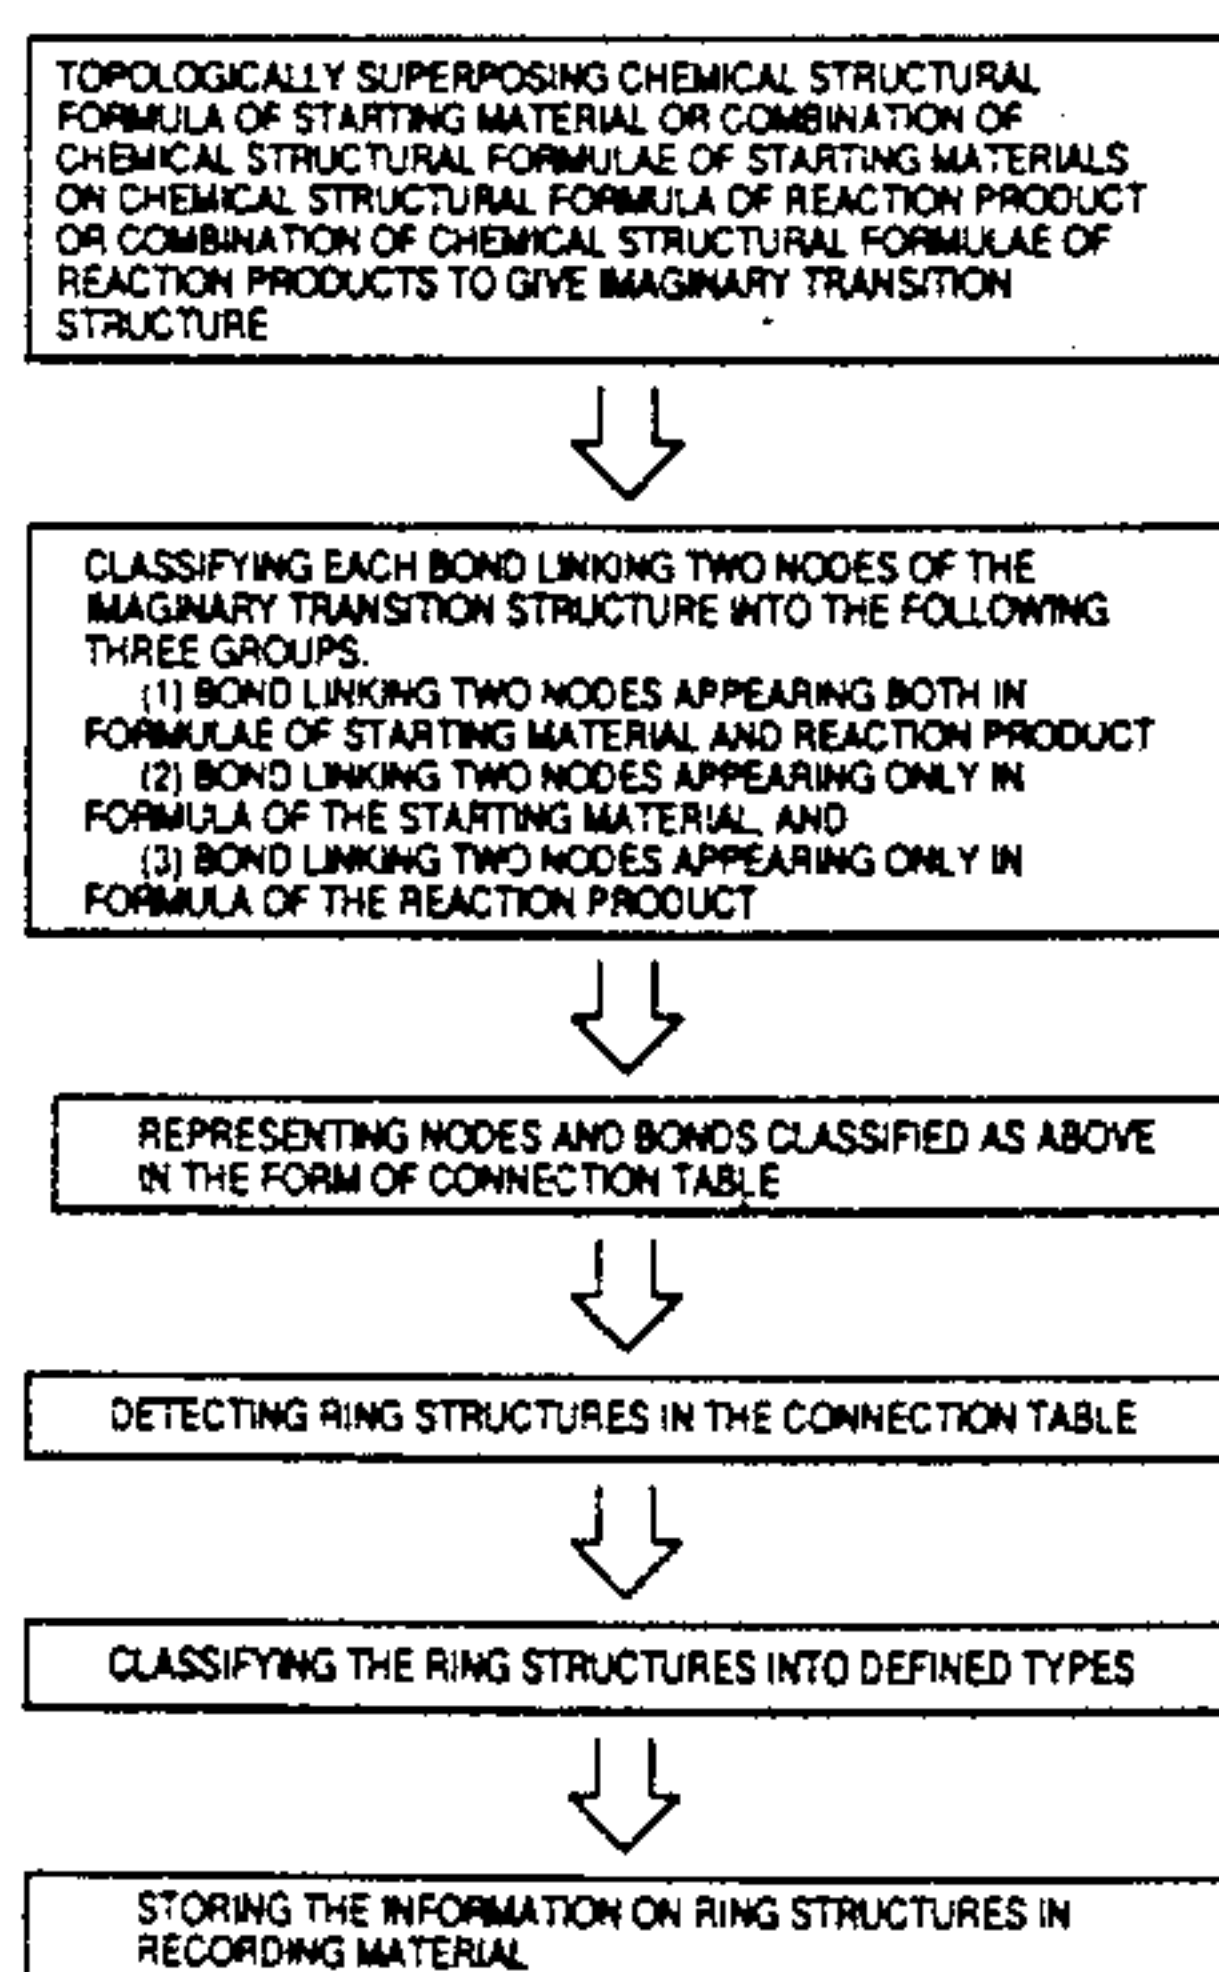 TOPOLOGICALLY SUPERPOSING CHEMICAL STRUCTURAL
FORMULA OF STARTING MATERIAL OR COMBINATION OF
CHEMICAL STRUCTURAL FORMULAE OF STARTING MATERIALS
ON CHEMICAL STRUCTURAL FORMULA OF REACTION PRODUCT
OR COMBINATION OF CHEMICAL STRUCTURAL FORMULAE OF
REACTION PRODUCTS TO GIVE IMAGINARY TRANSITION
STRUCTURE
CLASSIFYING EACH BOND LINKING TWO NODES OF THE
IMAGINARY TRANSITION STRUCTURE INTO THE FOLLOWING
THREE GROUPS.
(1) BOND LINKING TWO NODES APPEARING BOTH IN
FORMULAE OF STARTING MATERIAL AND REACTION PRODUCT
(2) BOND LINKING TWO NODES APPEARING ONLY IN
FORMULA OF THE STARTING MATERIAL, AND
(3) BOND LINKING TWO NODES APPEARING ONLY IN
FORMULA OF THE REACTION PRODUCT
REPRESENTING NODES AND BONDS CLASSIFIED AS ABOVE
IN THE FORM OF CONNECTION TABLE
DETECTING RING STRUCTURES IN THE CONNECTION TABLE
CLASSIFYING THE RING STRUCTURES INTO DEFINED TYPES
STORING THE INFORMATION ON RING STRUCTURES IN
RECORDING MATERIAL